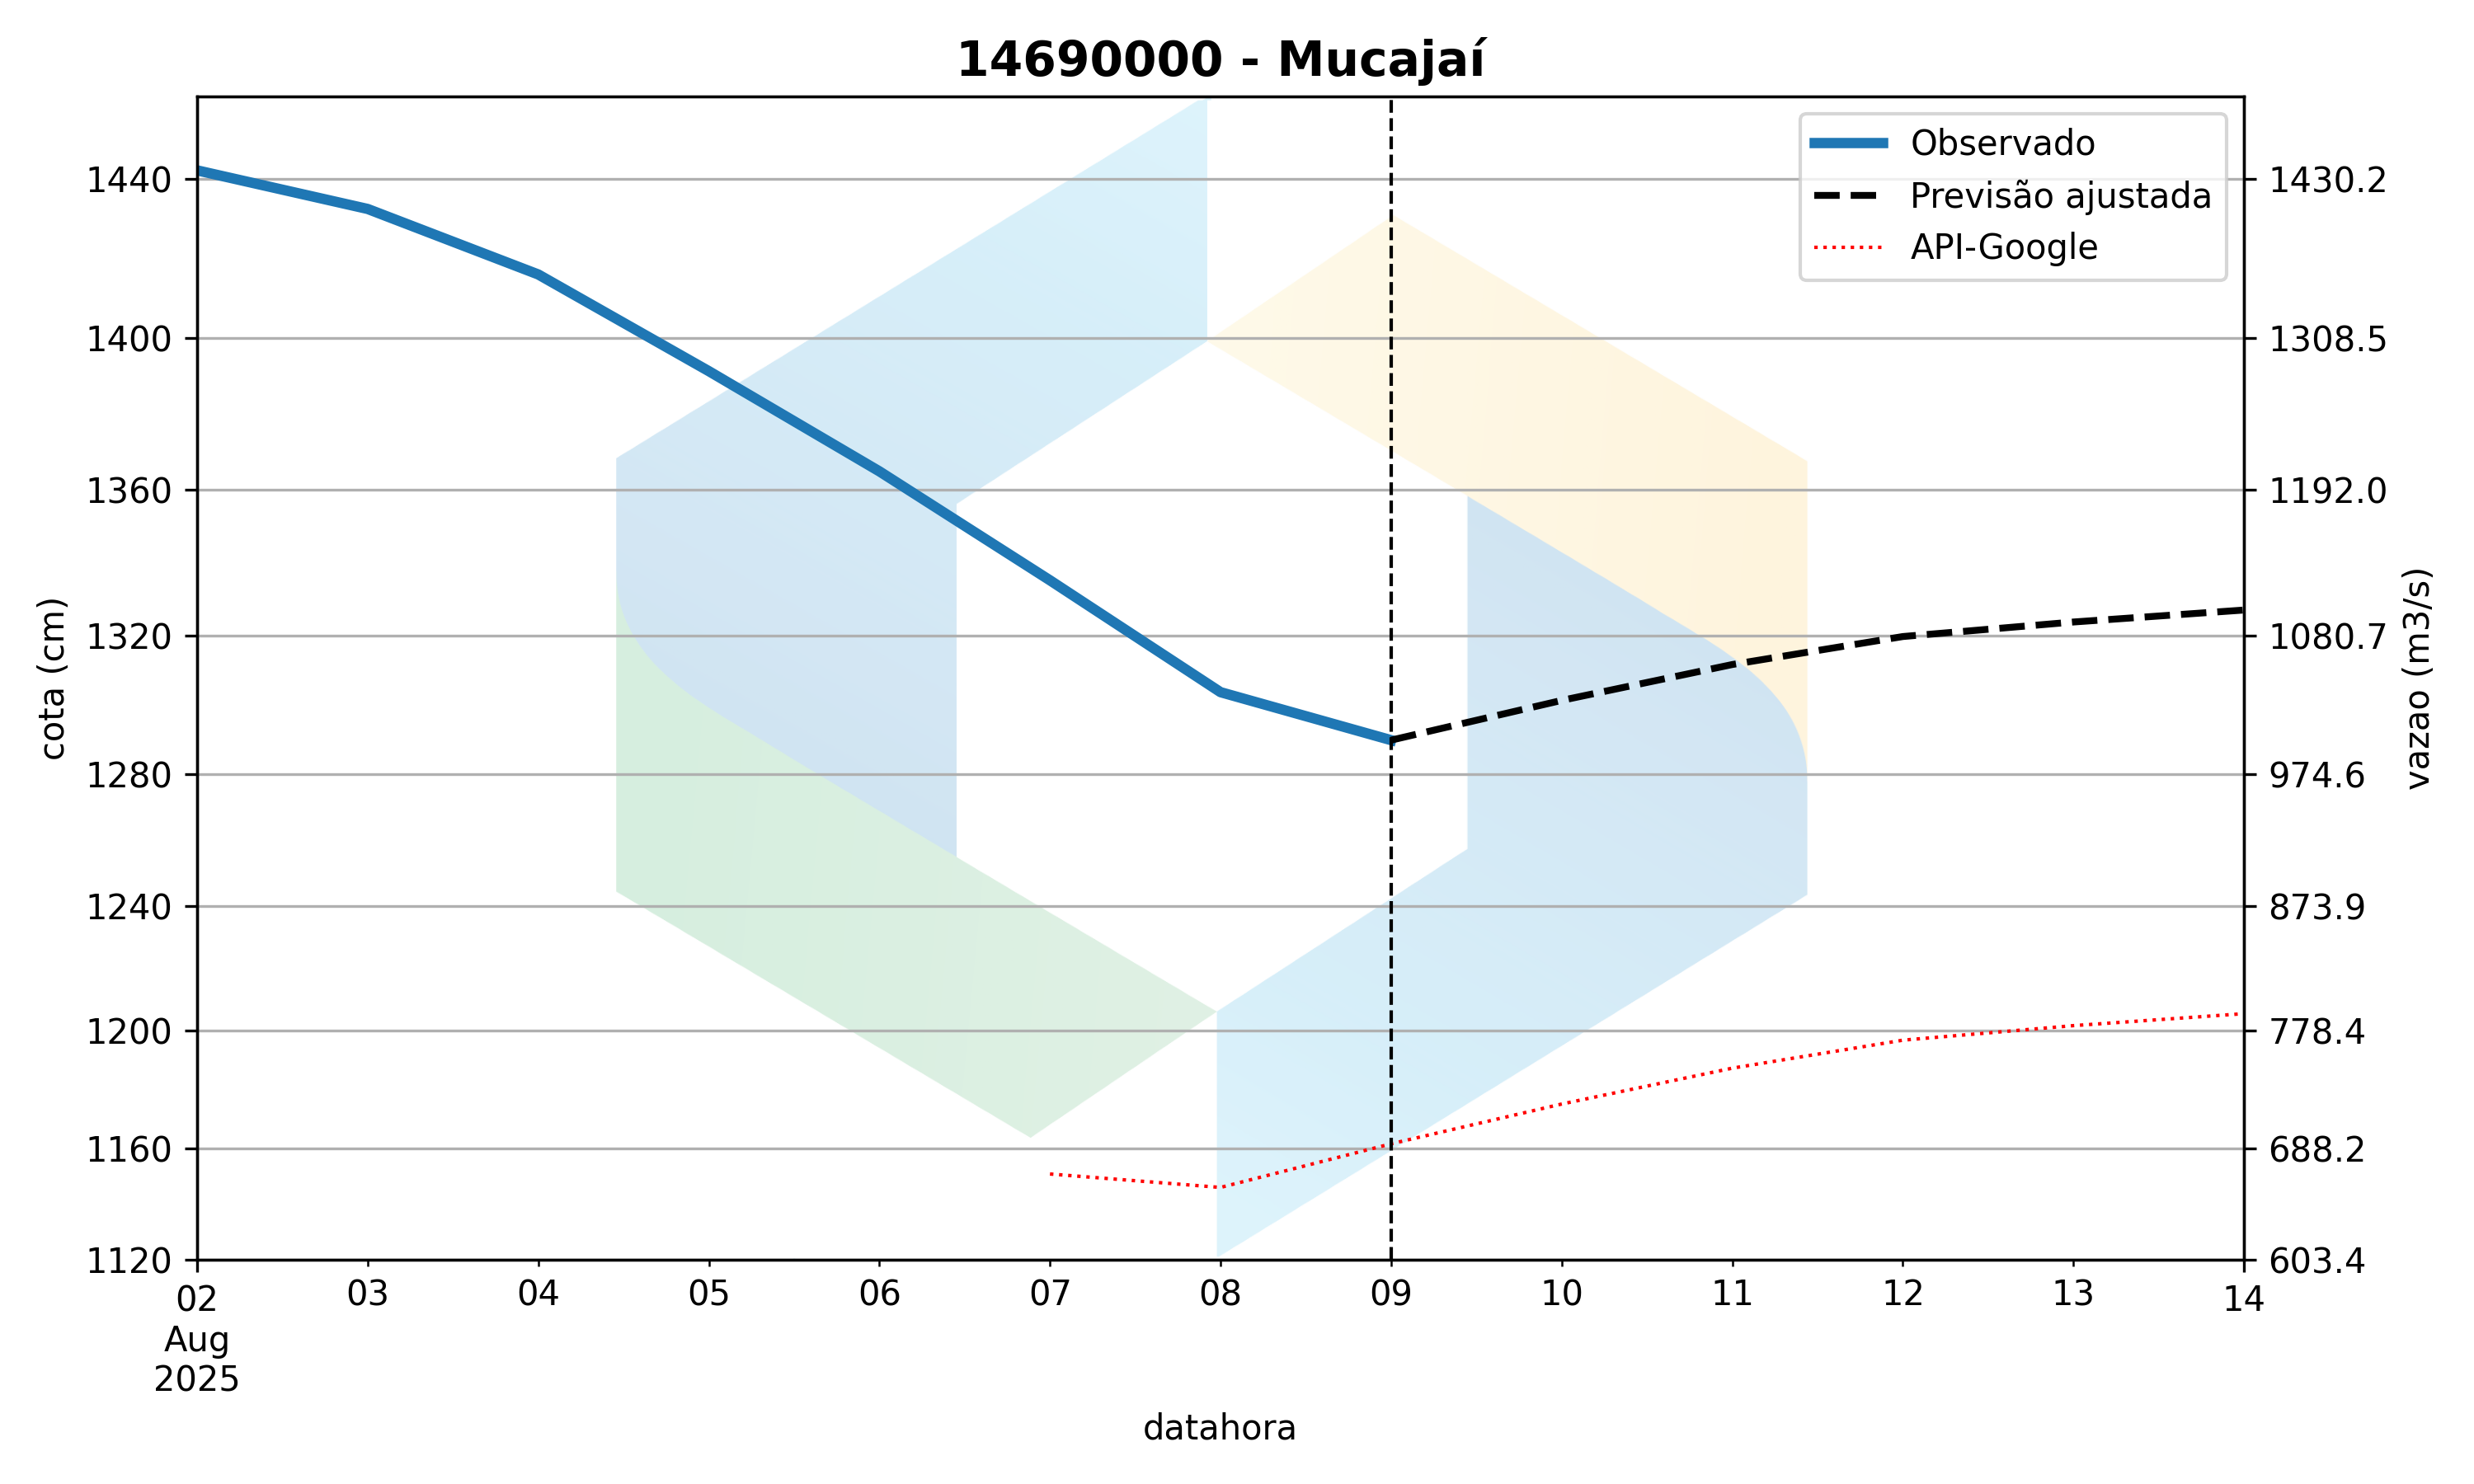 14690000 - Mucajaí
Observado
Previsão ajustada
API-Google
cota (cm)
1440
1400
1360
1320
1280
1240
1200
1160
1120
1430.2
1308.5
1192.0
1080.7
974.6
873.9
778.4
688.2
603.4
vazao (m3/s)
02 03 04 05 06 07 08 09 10 11 12 13 14
Aug
2025
datahora